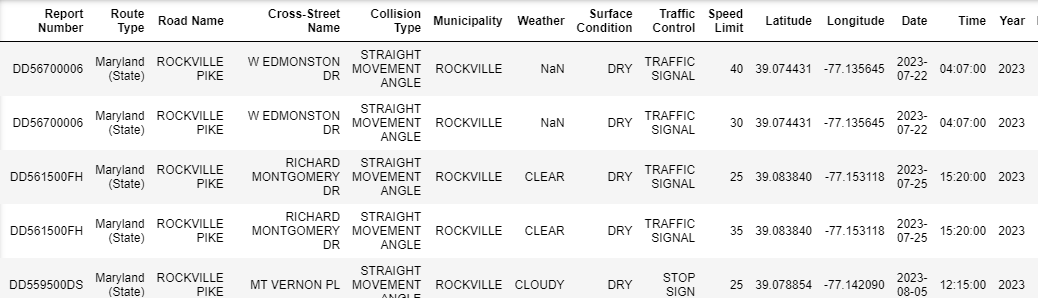 Report Number Route Type Road Name Cross-Street Name Collision Type Municipality Weather Surface Condition Traffic Control Speed Limit Latitude Longitude Date Time Year
DD56700006 Maryland (State) ROCKVILLE PIKE W EDMONSTON DR STRAIGHT MOVEMENT ANGLE ROCKVILLE NaN DRY TRAFFIC SIGNAL 40 39.074431 -77.135645 2023-07-22 04:07:00 2023
DD56700006 Maryland (State) ROCKVILLE PIKE W EDMONSTON DR STRAIGHT MOVEMENT ANGLE ROCKVILLE NaN DRY TRAFFIC SIGNAL 30 39.074431 -77.135645 2023-07-22 04:07:00 2023
DD561500FH Maryland (State) ROCKVILLE PIKE RICHARD MONTGOMERY DR STRAIGHT MOVEMENT ANGLE ROCKVILLE CLEAR DRY TRAFFIC SIGNAL 25 39.083840 -77.153118 2023-07-25 15:20:00 2023
DD561500FH Maryland (State) ROCKVILLE PIKE RICHARD MONTGOMERY DR STRAIGHT MOVEMENT ANGLE ROCKVILLE CLEAR DRY TRAFFIC SIGNAL 35 39.083840 -77.153118 2023-07-25 15:20:00 2023
DD559500DS Maryland (State) ROCKVILLE PIKE MT VERNON PL STRAIGHT MOVEMENT ANGLE ROCKVILLE CLOUDY DRY STOP SIGN 25 39.078854 -77.142090 2023-08-05 12:15:00 2023